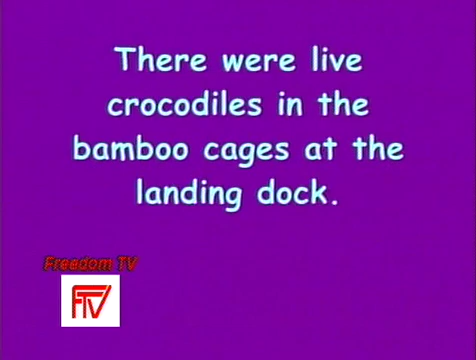 There were live
crocodiles in the
bamboo cages at the
landing dock.
Freedom TV
FTV